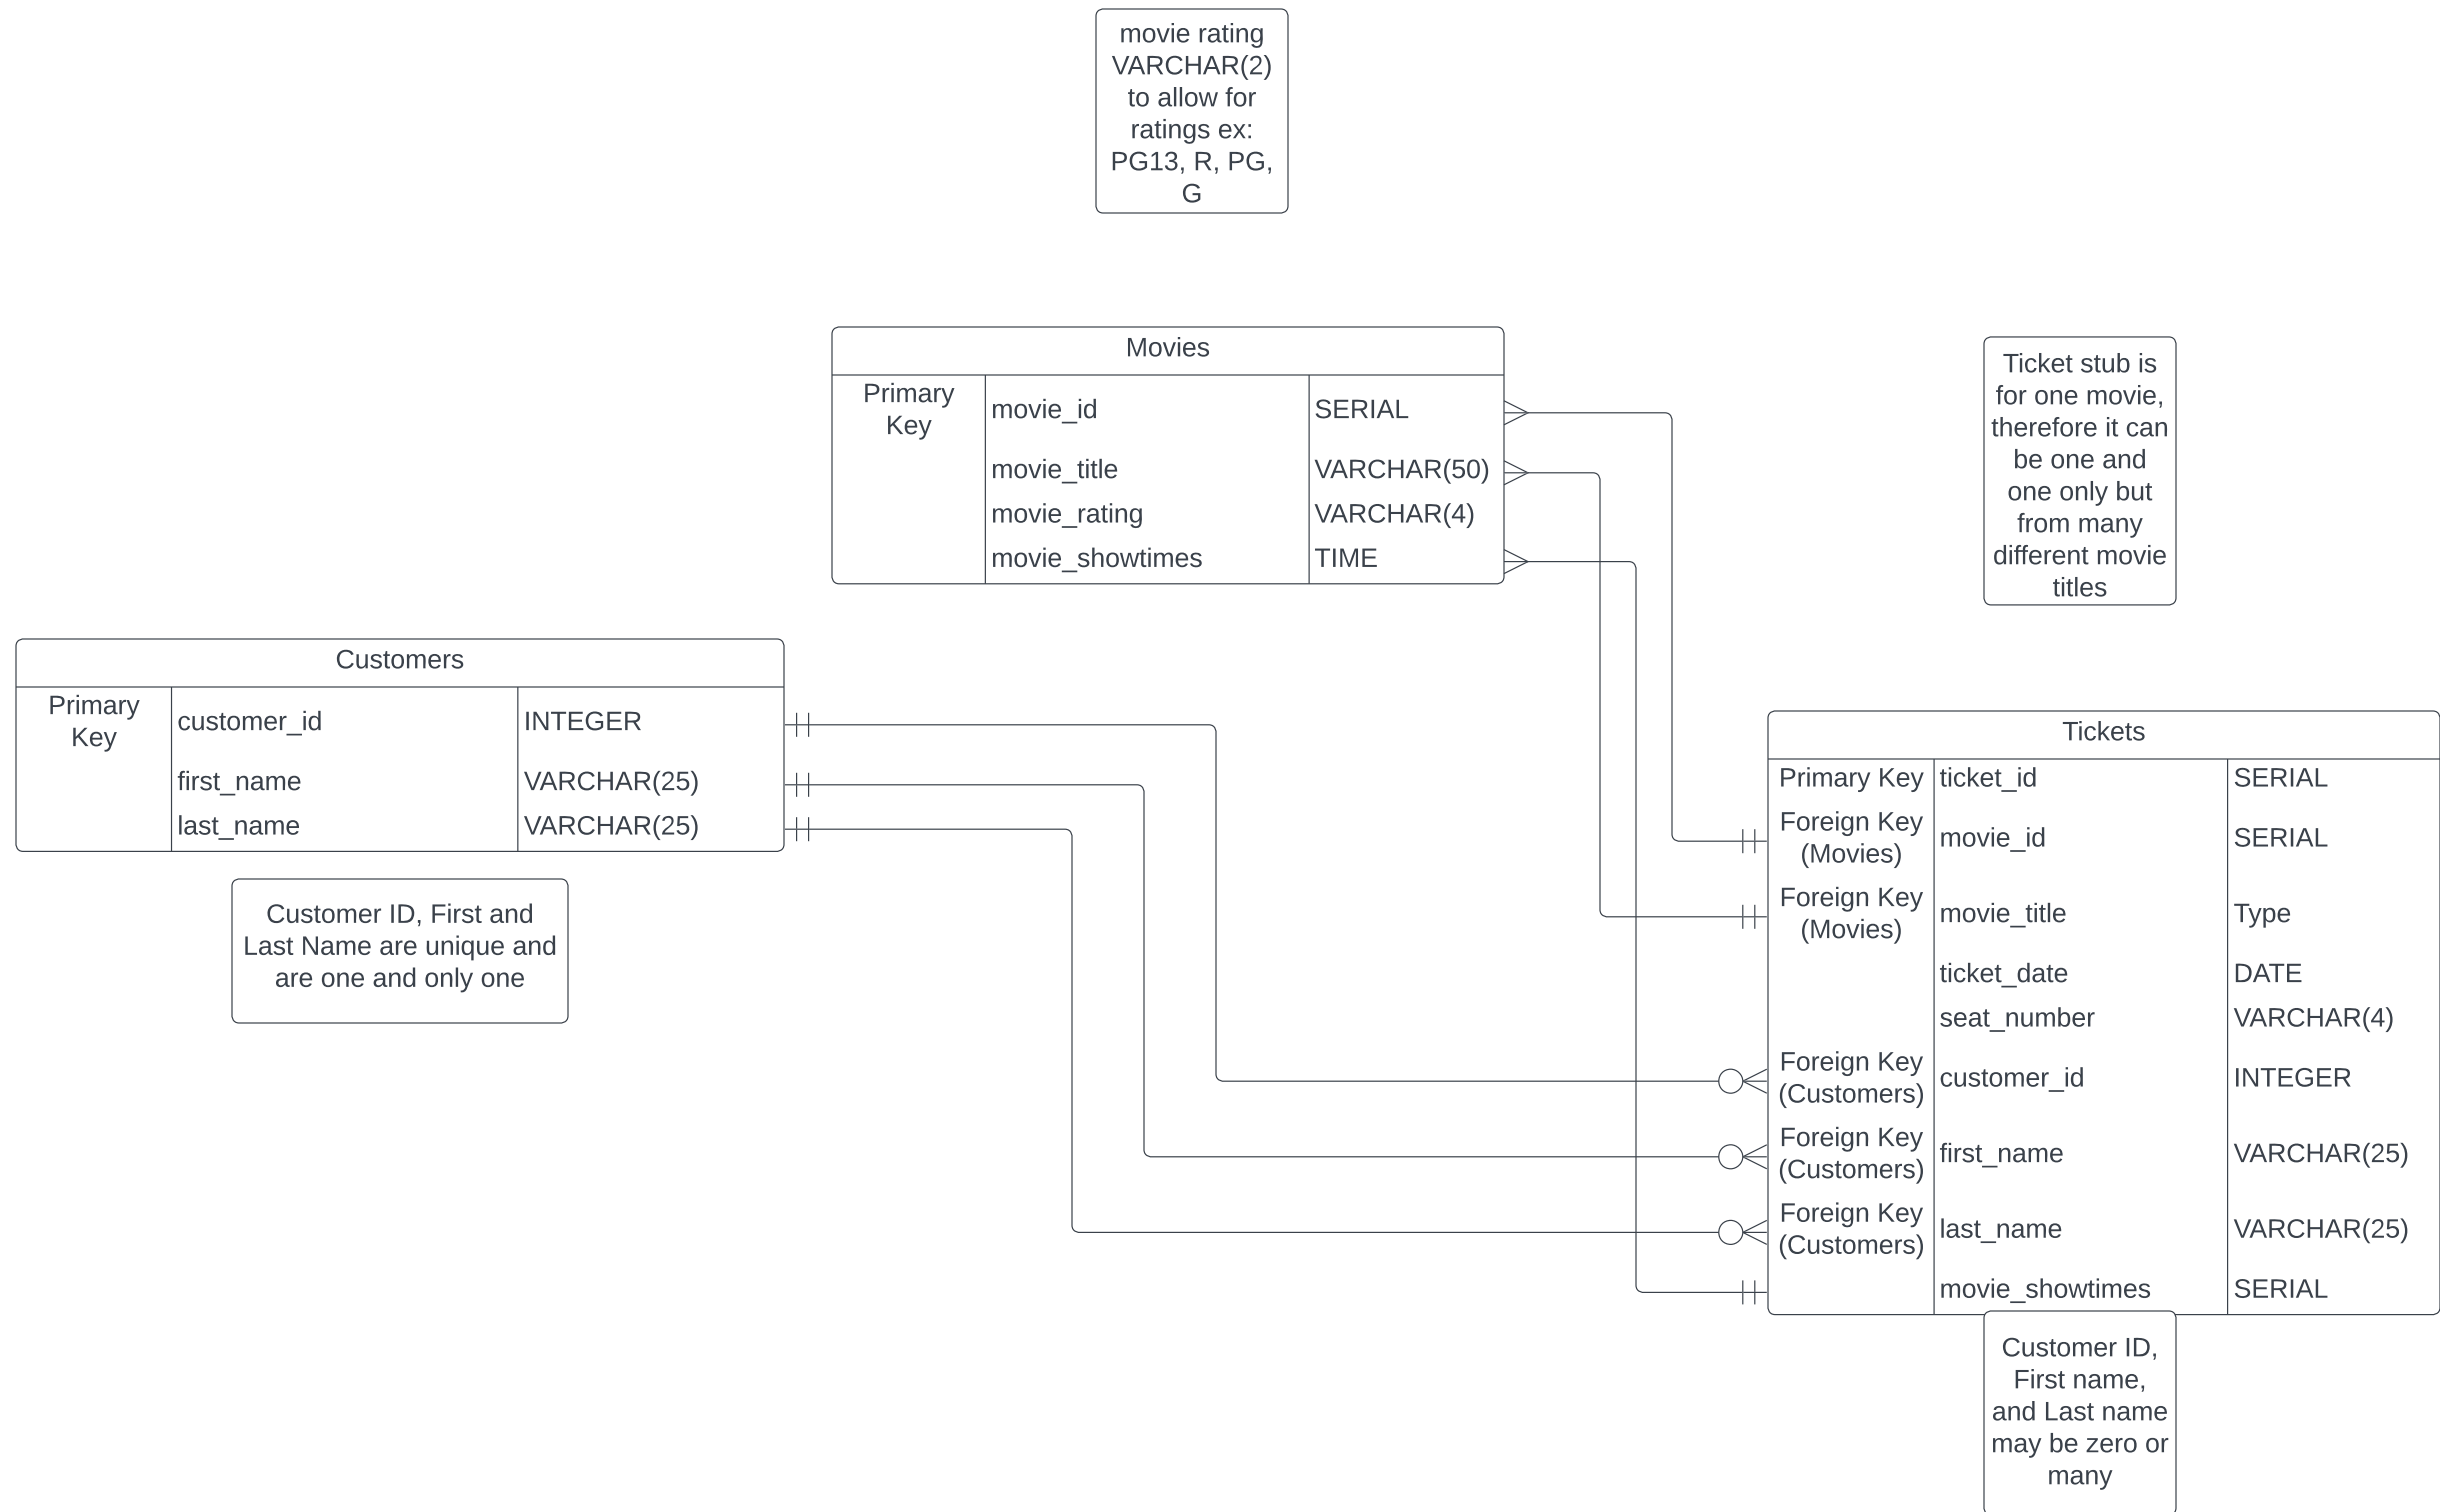 movie rating
VARCHAR(2)
to allow for
ratings ex:
PG13, R, PG,
G
Movies
Primary
Key
movie_id
SERIAL
movie_title
VARCHAR(50)
movie_rating
VARCHAR(4)
movie_showtimes
TIME
Ticket stub is
for one movie,
therefore it can
be one and
one only but
from many
different movie
titles
Customers
Primary
Key
customer_id
INTEGER
first_name
VARCHAR(25)
last_name
VARCHAR(25)
Customer ID, First and
Last Name are unique and
are one and only one
Tickets
Primary Key
ticket_id
SERIAL
Foreign Key
(Movies)
movie_id
SERIAL
Foreign Key
(Movies)
movie_title
Type
ticket_date
DATE
seat_number
VARCHAR(4)
Foreign Key
(Customers)
customer_id
INTEGER
Foreign Key
(Customers)
first_name
VARCHAR(25)
Foreign Key
(Customers)
last_name
VARCHAR(25)
movie_showtimes
SERIAL
Customer ID,
First name,
and Last name
may be zero or
many